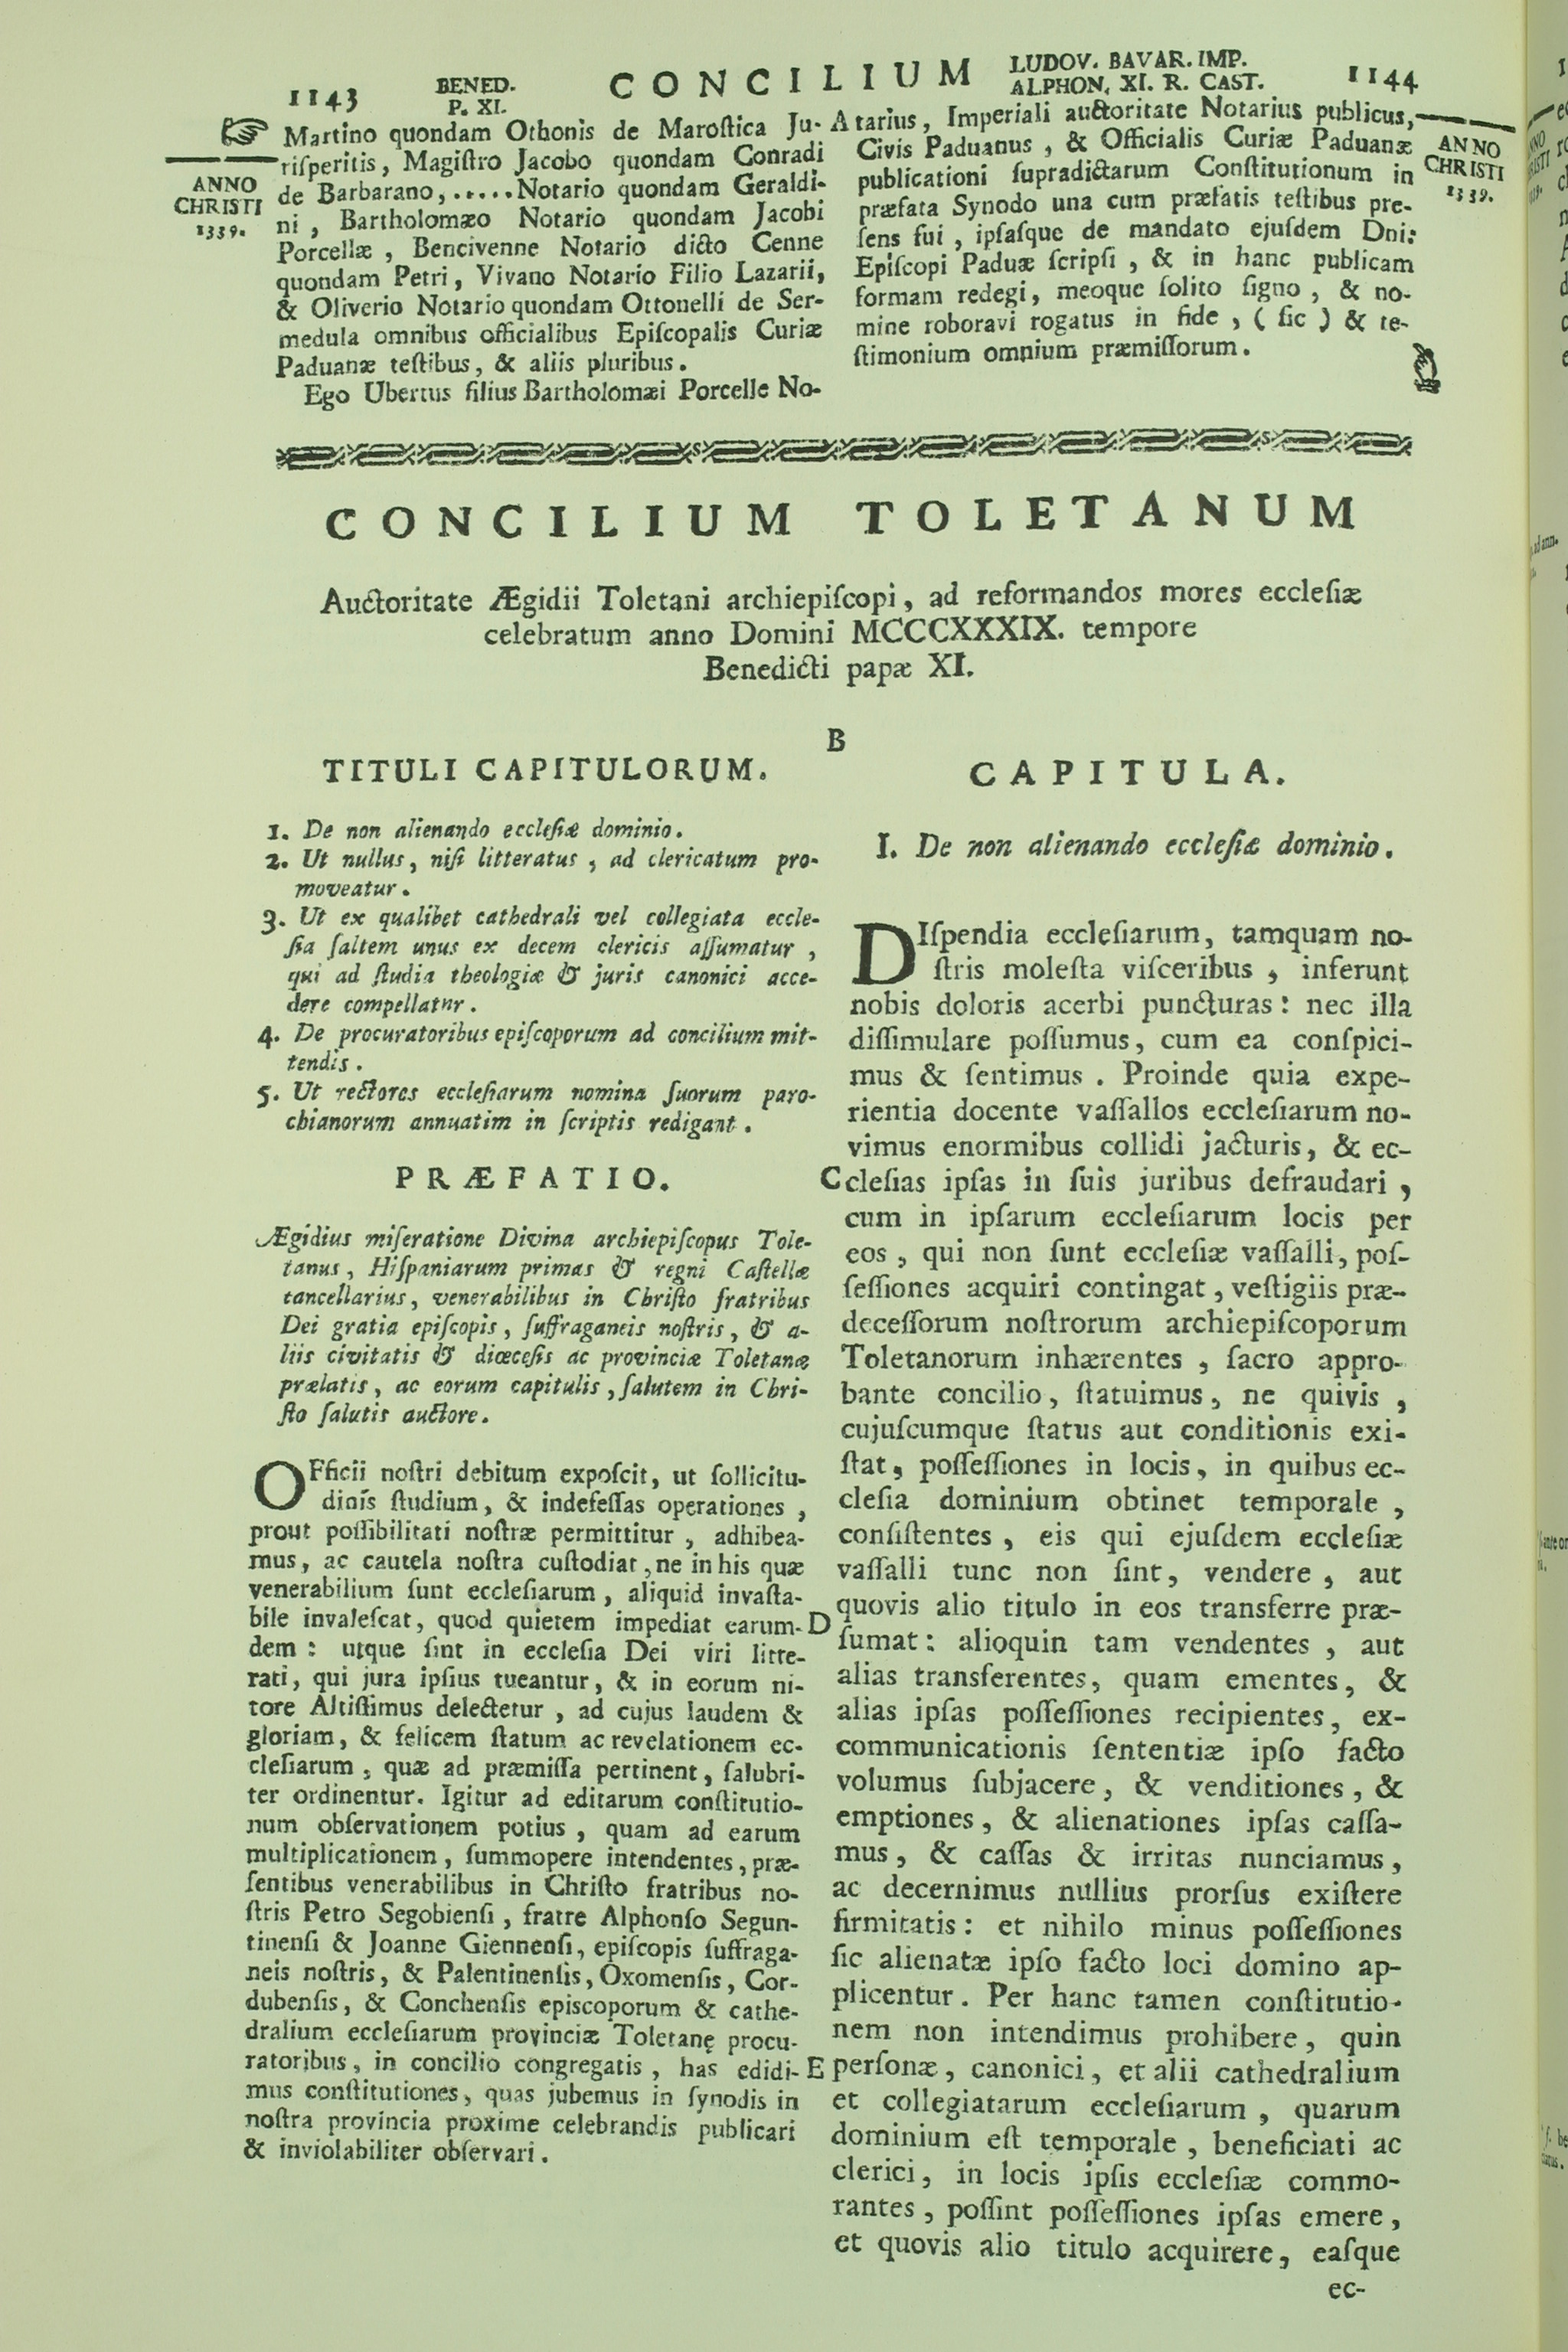 1143
BENED.
P. XI.
CONCILIUM
LUDOV. BAVAR. IMP.
ALPHON. XI. R. CAST.
1144
ANNO
CHRISTI
1339.
Martino quondam Othonis de Maroſtica Ju-
riſperitis, Magiſtro Jacobo quondam Conradi
de Barbarano,......Notario quondam Geraldi-
ni, Bartholomæo Notario quondam Jacobi
Porcellæ, Bencivenne Notario dicto Cenne
quondam Petri, Vivano Notario Filio Lazarii,
& Oliverio Notario quondam Ottonelli de Ser-
medula omnibus officialibus Epiſcopalis Curiæ
Paduanæ teſtibus, & aliis pluribus.
Ego Ubertus filius Bartholomæi Porcelle No-
A
tarius, Imperiali auctoritate Notarius publicus,
Civis Paduanus, & Officialis Curiæ Paduanæ
publicationi ſupradictarum Conſtitutionum in
præfata Synodo una cum præfatis teſtibus pre-
ſens fui, ipſaſque de mandato ejuſdem Dni:
Epiſcopi Paduæ ſcripſi, & in hanc publicam
formam redegi, meoque ſolito ſigno, & no-
mine roboravi rogatus in fide, (ſic) & te-
ſtimonium omnium præmiſſorum.
ANNO
CHRISTI
1339.
CONCILIUM TOLETANUM
Auctoritate Ægidii Toletani archiepiſcopi, ad reformandos mores eccleſiæ
celebratum anno Domini MCCCXXXIX. tempore
Benedicti papæ XI.
B
TITULI CAPITULORUM.
1. De non alienando eccleſiæ dominio.
2. Ut nullus, niſi litteratus, ad clericatum pro-
moveatur.
3. Ut ex qualibet cathedrali vel collegiata eccle-
ſia ſaltem unus ex decem clericis aſſumatur,
qui ad ſtudia theologiæ & juris canonici acce-
dere compellatur.
4. De procuratoribus epiſcoporum ad concilium mit-
tendis.
5. Ut rectores eccleſiarum nomina ſuorum paro-
chianorum annuatim in ſcriptis redigant.
PRÆFATIO.
Ægidius miſeratione Divina archiepiſcopus Tole-
tanus, Hiſpaniarum primas & regni Caſtellæ
cancellarius, venerabilibus in Chriſto fratribus
Dei gratia epiſcopis, ſuffraganeis noſtris, & a-
liis civitatis & diœceſis ac provinciæ Toletanæ
prælatis, ac eorum capitulis, ſalutem in Chri-
ſto ſalutis auctore.
OFficii noſtri debitum expoſcit, ut ſollicitu-
dinis ſtudium, & indefeſſas operationes,
prout poſſibilitati noſtræ permittitur, adhibea-
mus, ac cautela noſtra cuſtodiat, ne in his quæ
venerabilium ſunt eccleſiarum, aliquid invaſta-
bile invaleſcat, quod quietem impediat earum-
dem: utque ſint in eccleſia Dei viri litte-
rati, qui jura ipſius tueantur, & in eorum ni-
tore Altiſſimus delectetur, ad cujus laudem &
gloriam, & felicem ſtatum ac revelationem ec-
cleſiarum, quæ ad præmiſſa pertinent, ſalubri-
ter ordinentur. Igitur ad editarum conſtitutio-
num obſervationem potius, quam ad earum
multiplicationem, ſummopere intendentes, præ-
ſentibus venerabilibus in Chriſto fratribus no-
ſtris Petro Segobienſi, fratre Alphonſo Segun-
tinenſi & Joanne Giennenſi, epiſcopis ſuffraga-
neis noſtris, & Palentinenſis, Oxomenſis, Cor-
dubenſis, & Conchenſis episcoporum & cathe-
dralium eccleſiarum provinciæ Toletanę procu-
ratoribus, in concilio congregatis, has edidi-
mus conſtitutiones, quas jubemus in ſynodis in
noſtra provincia proxime celebrandis publicari
& inviolabiliter obſervari.
CAPITULA.
I. De non alienando eccleſiæ dominio.
DIſpendia eccleſiarum, tamquam no-
ſtris moleſta viſceribus, inferunt
nobis doloris acerbi puncturas: nec illa
diſſimulare poſſumus, cum ea conſpici-
mus & ſentimus. Proinde quia expe-
rientia docente vaſſallos eccleſiarum no-
vimus enormibus collidi jacturis, & ec-
C
cleſias ipſas in ſuis juribus defraudari,
cum in ipſarum eccleſiarum locis per
eos, qui non ſunt eccleſiæ vaſſalli, poſ-
ſeſſiones acquiri contingat, veſtigiis præ-
deceſſorum noſtrorum archiepiſcoporum
Toletanorum inhærentes, ſacro appro-
bante concilio, ſtatuimus, ne quivis,
cujuſcumque ſtatus aut conditionis exi-
ſtat, poſſeſſiones in locis, in quibus ec-
cleſia dominium obtinet temporale,
conſiſtentes, eis qui ejuſdem eccleſiæ
vaſſalli tunc non ſint, vendere, aut
quovis alio titulo in eos transferre præ-
D
ſumat: alioquin tam vendentes, aut
alias transferentes, quam ementes, &
alias ipſas poſſeſſiones recipientes, ex-
communicationis ſententiæ ipſo facto
volumus ſubjacere, & venditiones, &
emptiones, & alienationes ipſas caſſa-
mus, & caſſas & irritas nunciamus,
ac decernimus nullius prorſus exiſtere
firmitatis: et nihilo minus poſſeſſiones
ſic alienatæ ipſo facto loci domino ap-
plicentur. Per hanc tamen conſtitutio-
nem non intendimus prohibere, quin
E
perſonæ, canonici, et alii cathedralium
et collegiatarum eccleſiarum, quarum
dominium eſt temporale, beneficiati ac
clerici, in locis ipſis eccleſiæ commo-
rantes, poſſint poſſeſſiones ipſas emere,
et quovis alio titulo acquirere, eaſque
ec-